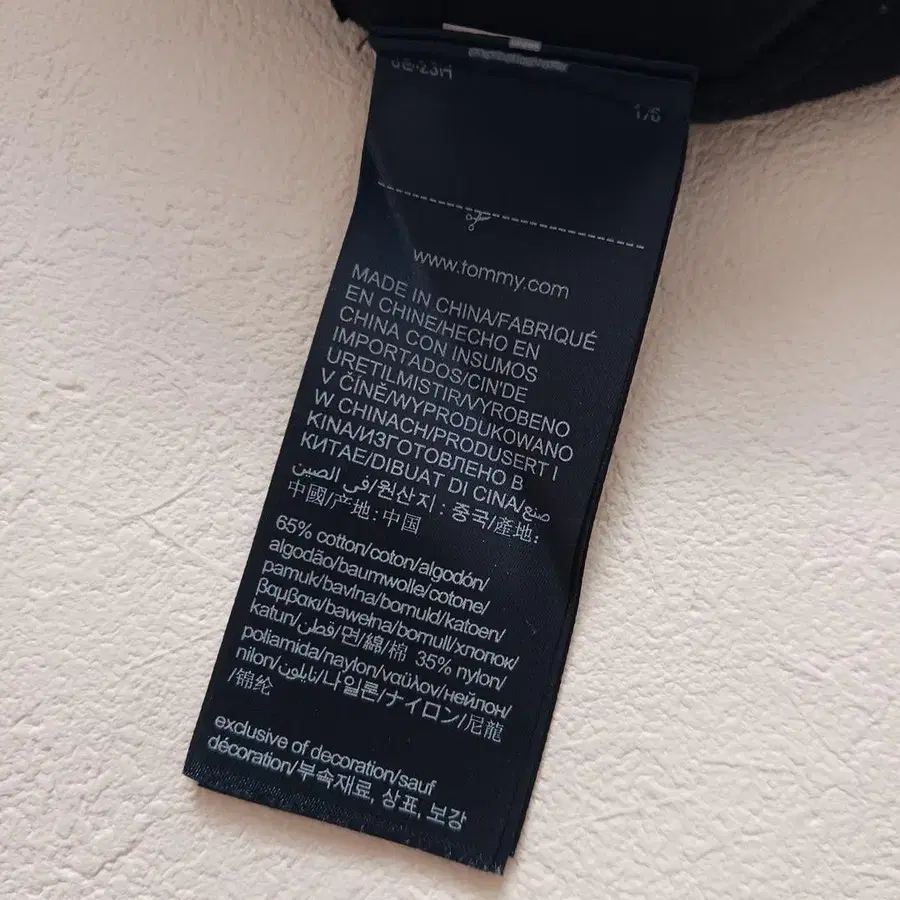 1/6
www.tommy.com
MADE IN CHINA/FABRIQUÉ
EN CHINE/HECHO EN
CHINA CON INSUMOS
IMPORTADOS/CIN'DE
URETILMISTIR/VYROBENO
V ČÍNĚ/WYPRODUKOWANO
W CHINACH/PRODUSERT I
KINA/ИЗГОТОВЛЕНО В
КИТАЕ/DIBUAT DI CINA/صنع
في الصين/원산지 : 중국/產地:
中國/产地:中国
65% cotton/coton/algodón/
algodão/baumwolle/cotone/
pamuk/bavlna/bomuld/katoen/
βαμβακι/bawełna/bomull/хлопок/
katun/قطن/면/綿/棉 35% nylon/
poliamida/naylon/ναϋλον/нейлон/
nilon/نايلون/나일론/ナイロン/尼龍
/锦纶
exclusive of decoration/sauf
décoration/부속재료, 상표, 보강